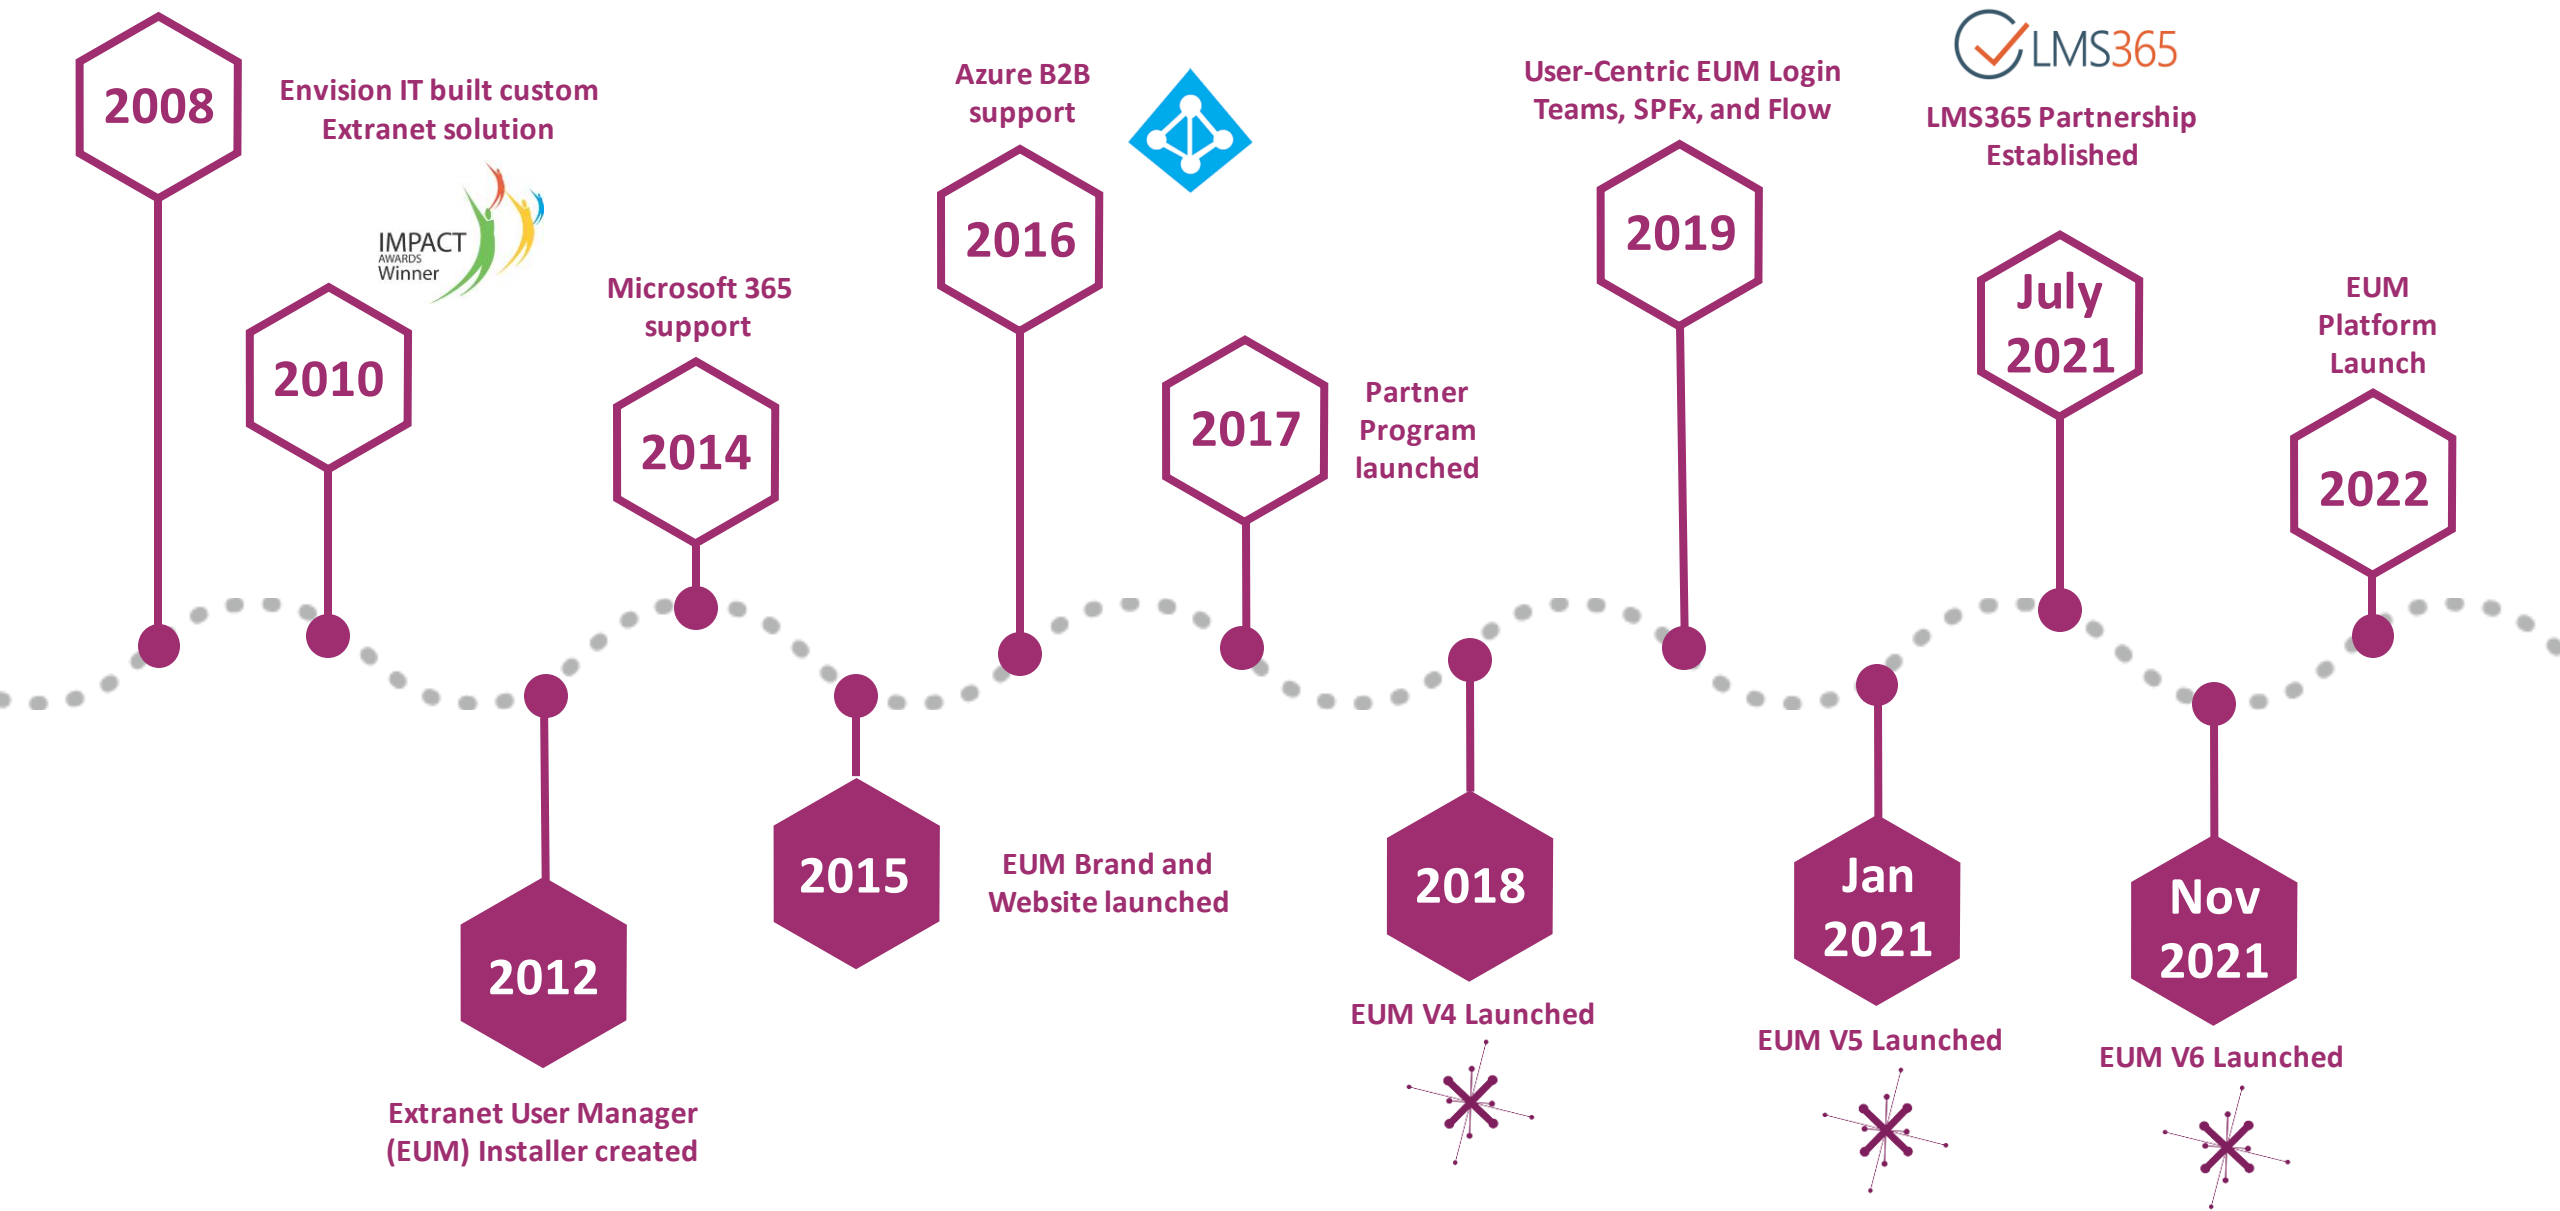 2008
Envision IT built custom
Extranet solution
IMPACT
AWARDS
Winner
2010
2012
Extranet User Manager
(EUM) Installer created
Microsoft 365
support
2014
2015
EUM Brand and
Website launched
Azure B2B
support
2016
2017
Partner
Program
launched
2018
EUM V4 Launched
User-Centric EUM Login
Teams, SPFx, and Flow
2019
Jan
2021
EUM V5 Launched
LMS365
LMS365 Partnership
Established
July
2021
Nov
2021
EUM V6 Launched
EUM
Platform
Launch
2022